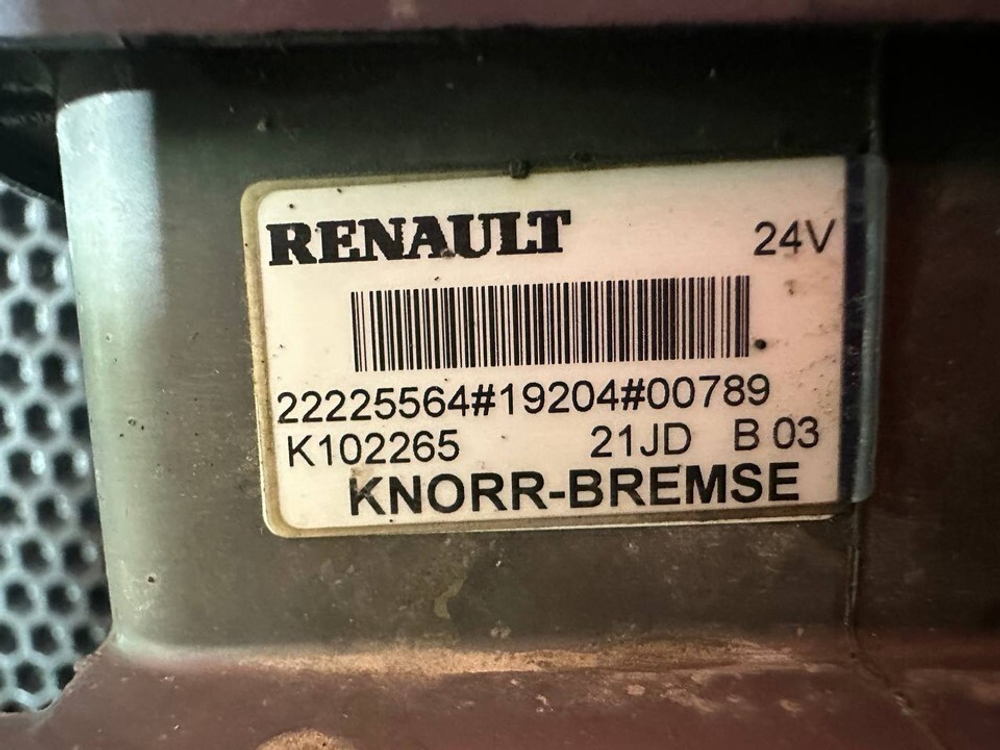 RENAULT 24V
22225564#19204#00789
K102265 21JD B 03
KNORR-BREMSE